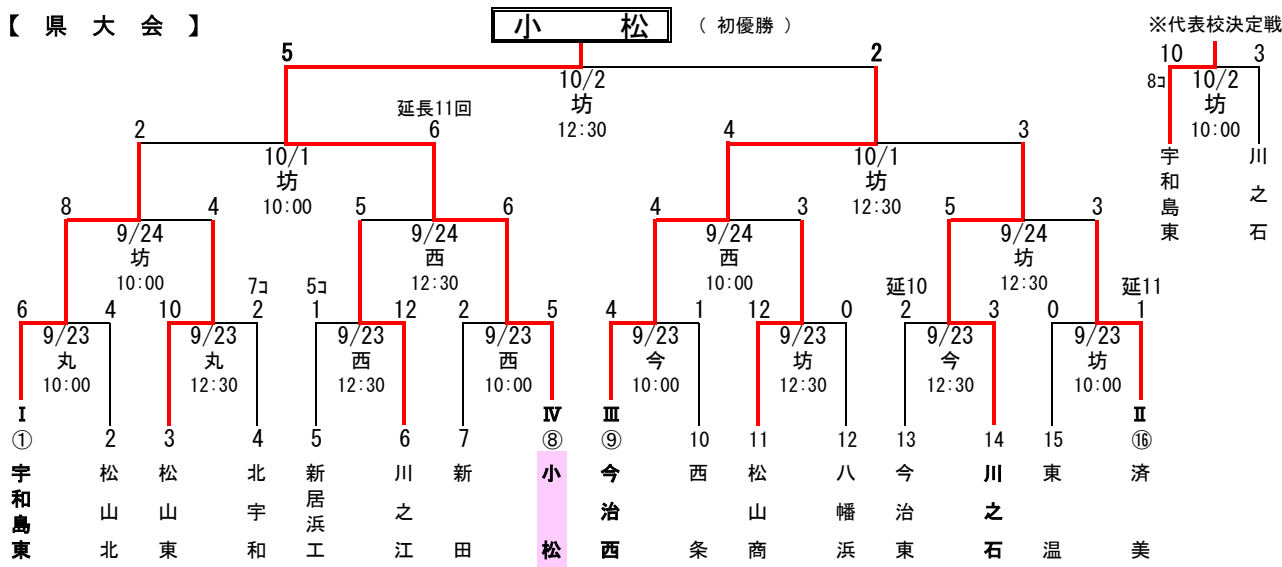 【 県 大 会 】
小 松
( 初優勝 )
※代表校決定戦
5
2
10
3
10/2
坊
12:30
8コ
10/2
坊
10:00
延長11回
2
6
4
3
10/1
坊
10:00
10/1
坊
12:30
宇和島東
川之石
8
4
5
6
4
3
5
3
9/24
坊
10:00
9/24
西
12:30
9/24
西
10:00
9/24
坊
12:30
7コ
5コ
延10
延11
6
4
10
2
1
12
2
5
4
1
12
0
2
3
0
1
9/23
丸
10:00
9/23
丸
12:30
9/23
西
12:30
9/23
西
10:00
9/23
今
10:00
9/23
坊
12:30
9/23
今
12:30
9/23
坊
10:00
Ⅰ
Ⅳ
Ⅲ
Ⅱ
①
2
3
4
5
6
7
⑧
⑨
10
11
12
13
14
15
⑯
宇和島東
松山北
松山東
北宇和
新居浜工
川之江
新田
小松
今治西
西条
松山商
八幡浜
今治東
川之石
東温
済美